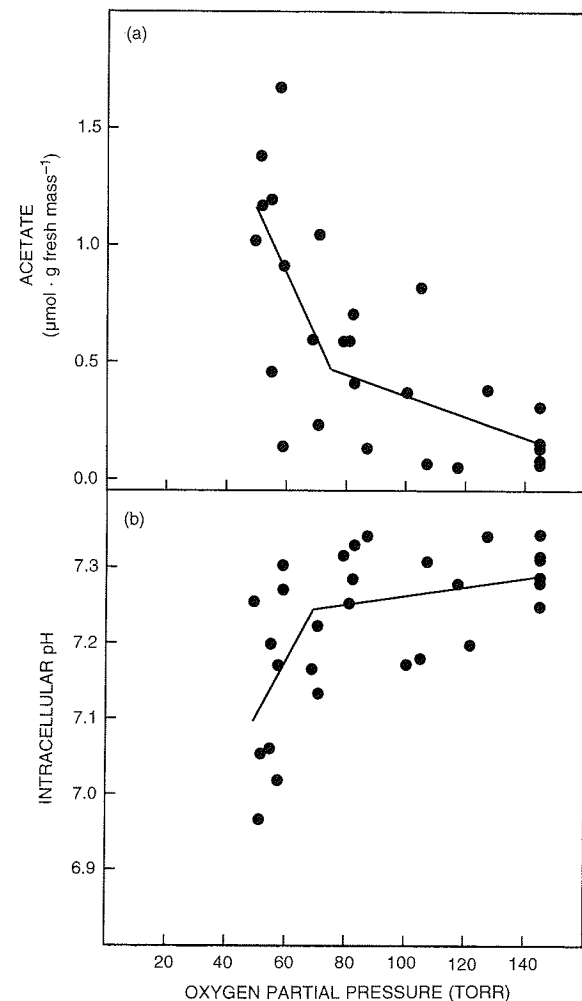 (a)
1.5
1.0
0.5
0.0
ACETATE
(µmol · g fresh mass⁻¹)
(b)
7.3
7.2
7.1
7.0
6.9
INTRACELLULAR pH
20 40 60 80 100 120 140
OXYGEN PARTIAL PRESSURE (TORR)